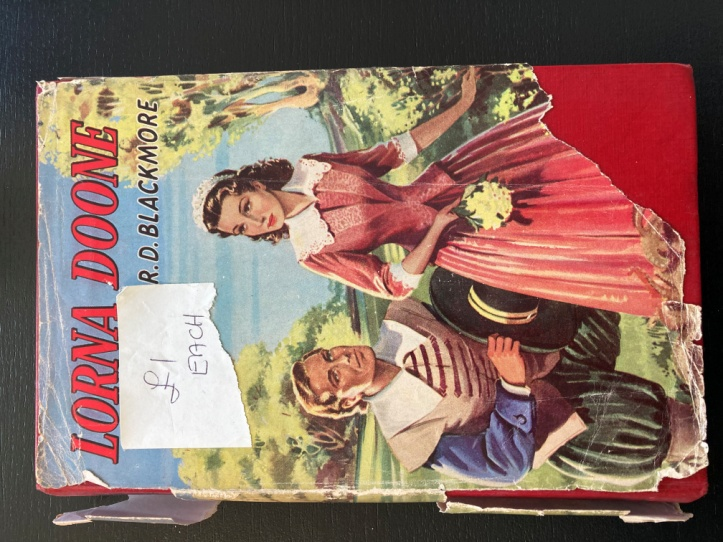 LORNA DOONE
R.D. BLACKMORE
£1
EACH